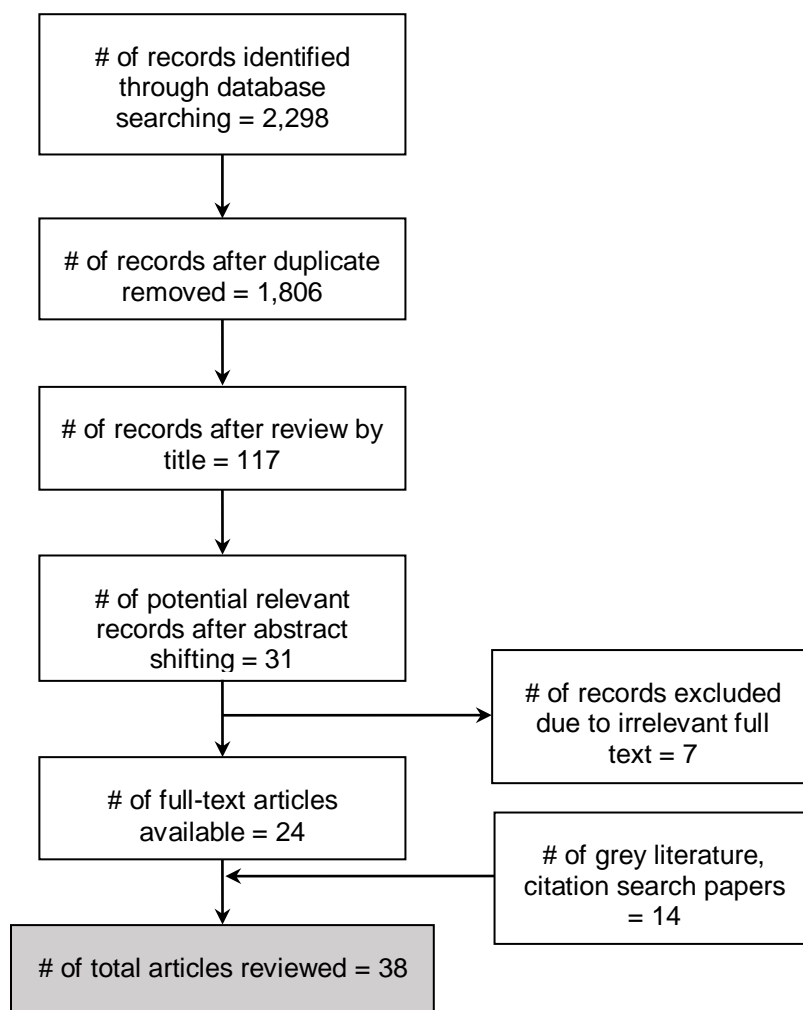 # of records identified
through database
searching = 2,298
# of records after duplicate
removed = 1,806
# of records after review by
title = 117
# of potential relevant
records after abstract
shifting = 31
# of records excluded
due to irrelevant full
text = 7
# of full-text articles
available = 24
# of grey literature,
citation search papers
= 14
# of total articles reviewed = 38